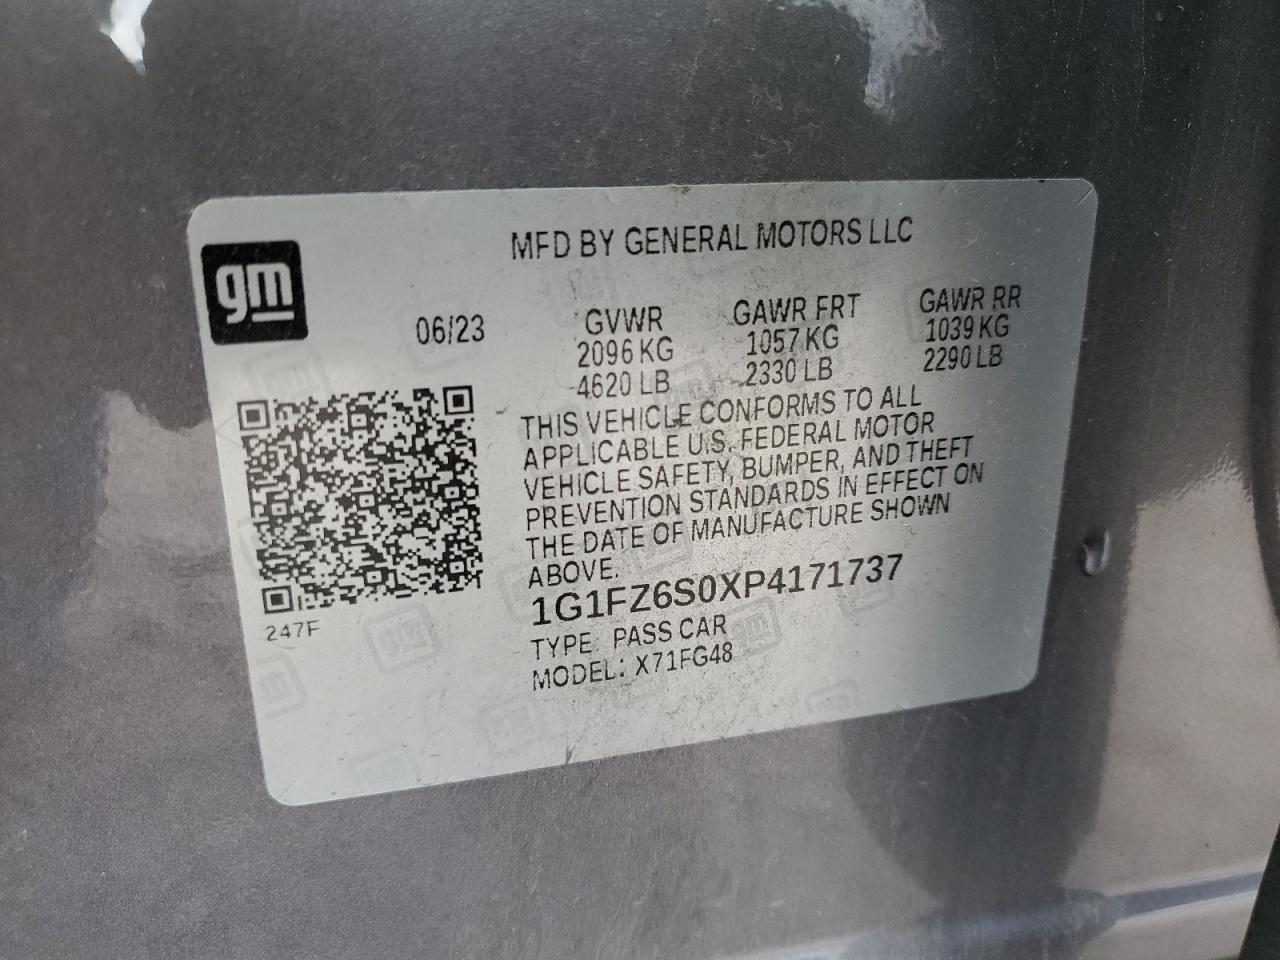 gm
MFD BY GENERAL MOTORS LLC
06/23
GVWR
2096 KG
4620 LB
GAWR FRT
1057 KG
2330 LB
GAWR RR
1039 KG
2290 LB
THIS VEHICLE CONFORMS TO ALL
APPLICABLE U.S. FEDERAL MOTOR
VEHICLE SAFETY, BUMPER, AND THEFT
PREVENTION STANDARDS IN EFFECT ON
THE DATE OF MANUFACTURE SHOWN
ABOVE.
1G1FZ6S0XP4171737
TYPE: PASS CAR
MODEL: X71FG48
247F